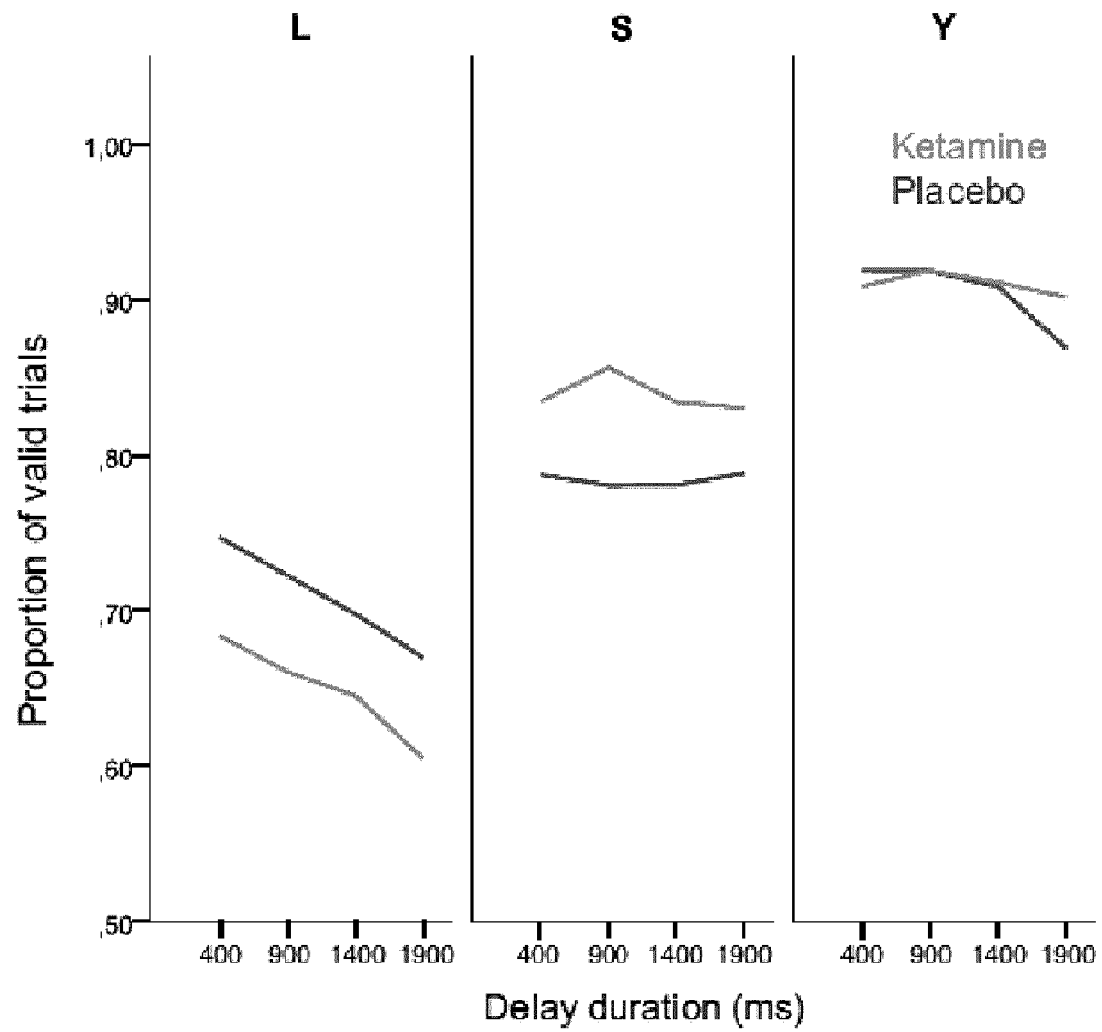 L S Y
Ketamine
Placebo
Proportion of valid trials
1,00
,90
,80
,70
,60
,50
400 900 1400 1900 400 900 1400 1900 400 900 1400 1900
Delay duration (ms)